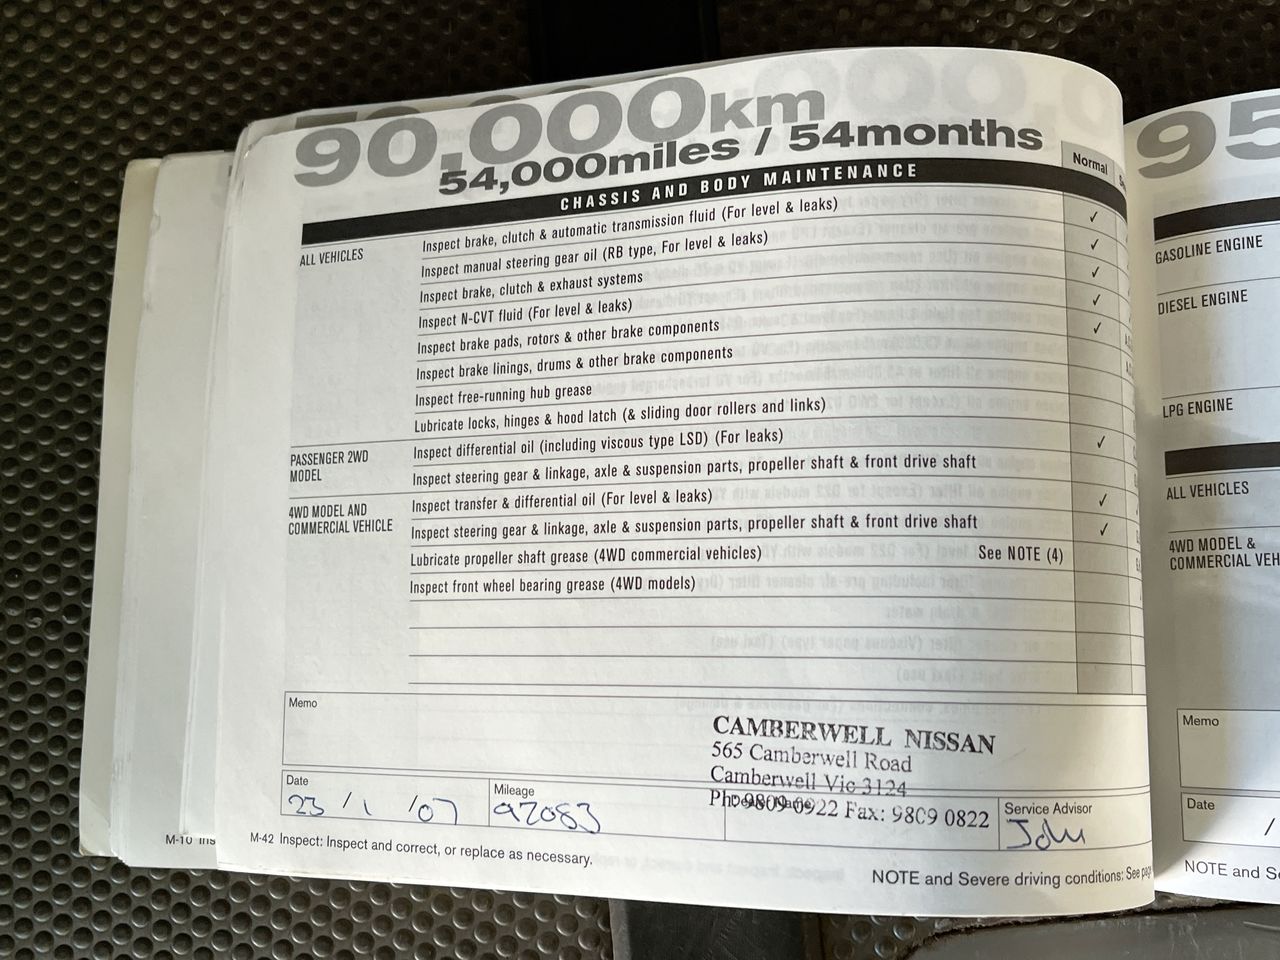 90,000km
54,000miles / 54months
CHASSIS AND BODY MAINTENANCE
Normal
ALL VEHICLES
Inspect brake, clutch & automatic transmission fluid (For level & leaks) ✓
Inspect manual steering gear oil (RB type, For level & leaks) ✓
Inspect brake, clutch & exhaust systems ✓
Inspect N-CVT fluid (For level & leaks) ✓
Inspect brake pads, rotors & other brake components ✓
Inspect brake linings, drums & other brake components
Inspect free-running hub grease
Lubricate locks, hinges & hood latch (& sliding door rollers and links)
PASSENGER 2WD
MODEL
Inspect differential oil (including viscous type LSD) (For leaks) ✓
Inspect steering gear & linkage, axle & suspension parts, propeller shaft & front drive shaft
4WD MODEL AND
COMMERCIAL VEHICLE
Inspect transfer & differential oil (For level & leaks) ✓
Inspect steering gear & linkage, axle & suspension parts, propeller shaft & front drive shaft ✓
Lubricate propeller shaft grease (4WD commercial vehicles) See NOTE (4)
Inspect front wheel bearing grease (4WD models)
Memo
CAMBERWELL NISSAN
565 Camberwell Road
Camberwell Vic 3124
Ph: 9809 0922 Fax: 9809 0822
Date
23 / 1 / 07
Mileage
92083
Service Advisor
John
M-42 Inspect: Inspect and correct, or replace as necessary.
NOTE and Severe driving conditions: See
M-10
95
GASOLINE ENGINE
DIESEL ENGINE
LPG ENGINE
ALL VEHICLES
4WD MODEL &
COMMERCIAL VEH
Memo
Date
/
NOTE and S